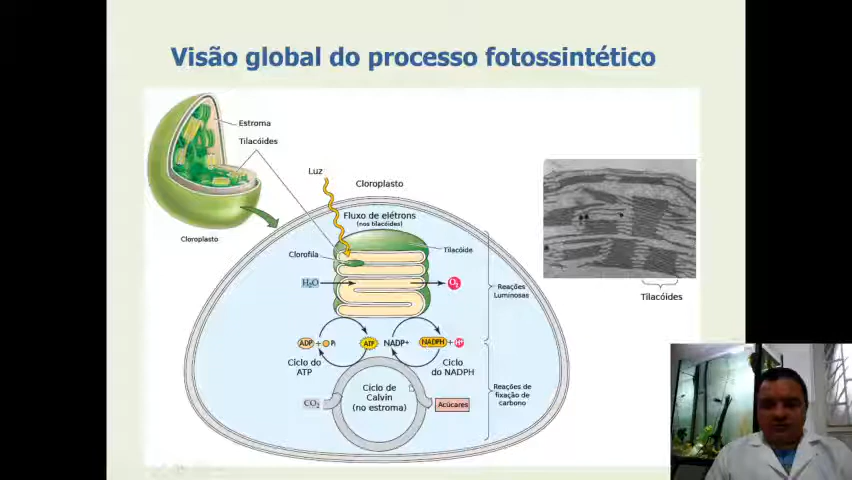 Visão global do processo fotossintético
Estroma
Tilacóides
Cloroplasto
Luz
Cloroplasto
Fluxo de elétrons
(nos tilacóides)
Clorofila
Tilacóide
H₂O
O₂
Reações
Luminosas
Tilacóides
ADP + Pi
ATP
NADP+
NADPH + H⁺
Ciclo do
ATP
Ciclo
do NADPH
Ciclo de
Calvin
(no estroma)
CO₂
Acúcares
Reações de
fixação de
carbono